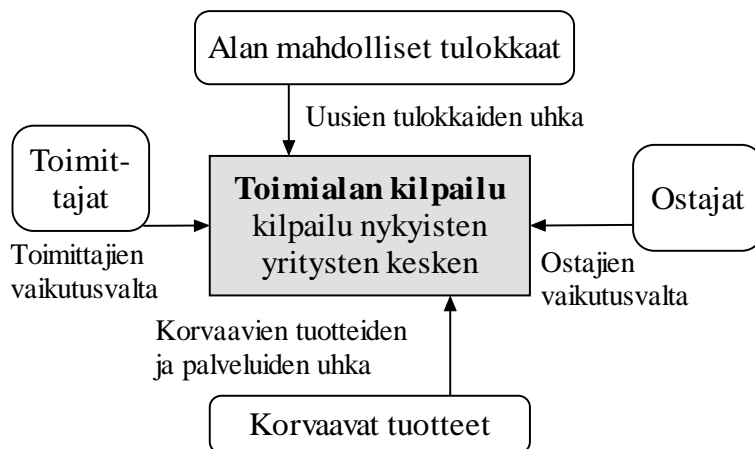 Alan mahdolliset tulokkaat
Uusien tulokkaiden uhka
Toimit-
tajat
Toimittajien
vaikutusvalta
Toimialan kilpailu
kilpailu nykyisten
yritysten kesken
Ostajat
Ostajien
vaikutusvalta
Korvaavien tuotteiden
ja palveluiden uhka
Korvaavat tuotteet